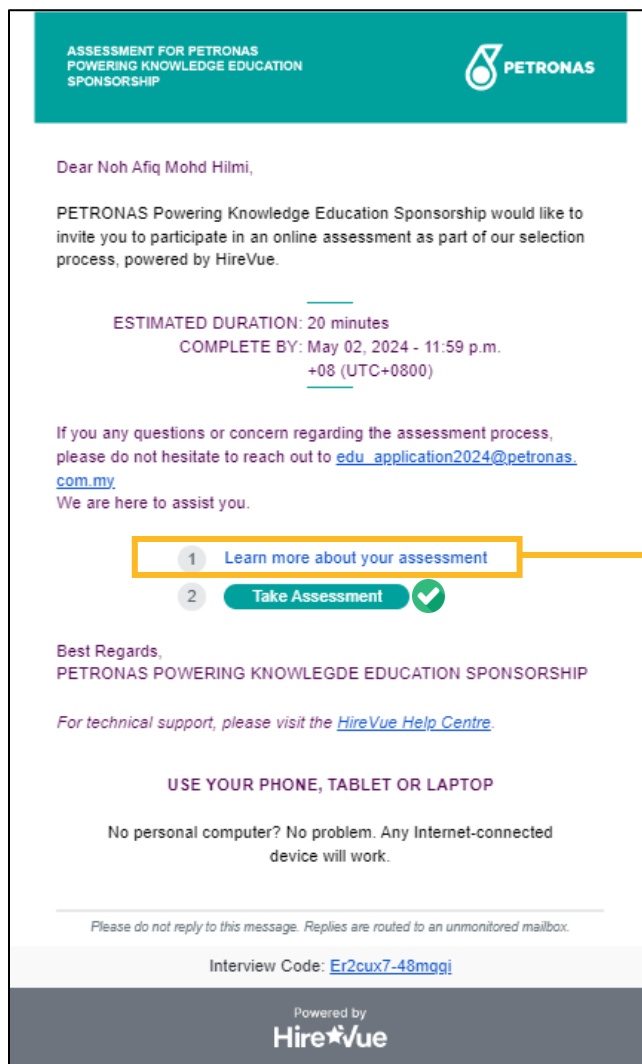 ASSESSMENT FOR PETRONAS
POWERING KNOWLEDGE EDUCATION
SPONSORSHIP
PETRONAS
Dear Noh Afiq Mohd Hilmi,
PETRONAS Powering Knowledge Education Sponsorship would like to
invite you to participate in an online assessment as part of our selection
process, powered by HireVue.
ESTIMATED DURATION: 20 minutes
COMPLETE BY: May 02, 2024 - 11:59 p.m.
+08 (UTC+0800)
If you any questions or concern regarding the assessment process,
please do not hesitate to reach out to edu_application2024@petronas.
com.my
We are here to assist you.
1 Learn more about your assessment
2 Take Assessment
Best Regards,
PETRONAS POWERING KNOWLEGDE EDUCATION SPONSORSHIP
For technical support, please visit the HireVue Help Centre.
USE YOUR PHONE, TABLET OR LAPTOP
No personal computer? No problem. Any Internet-connected
device will work.
Please do not reply to this message. Replies are routed to an unmonitored mailbox.
Interview Code: Er2cux7-48mgqi
Powered by
HireVue